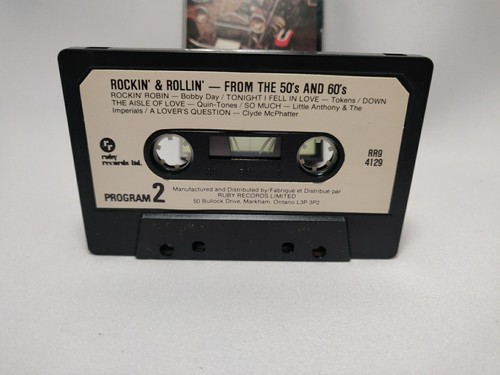 ROCKIN' & ROLLIN' — FROM THE 50's AND 60's
ROCKIN' ROBIN — Bobby Day / TONIGHT I FELL IN LOVE — Tokens / DOWN
THE AISLE OF LOVE — Quin-Tones / SO MUCH — Little Anthony & The
Imperials / A LOVER'S QUESTION — Clyde McPhatter
ruby
records ltd.
RR9
4129
PROGRAM 2
Manufactured and Distributed by/Fabriqué et Distribué par
RUBY RECORDS LIMITED
50 Bullock Drive, Markham, Ontario L3P 3P2